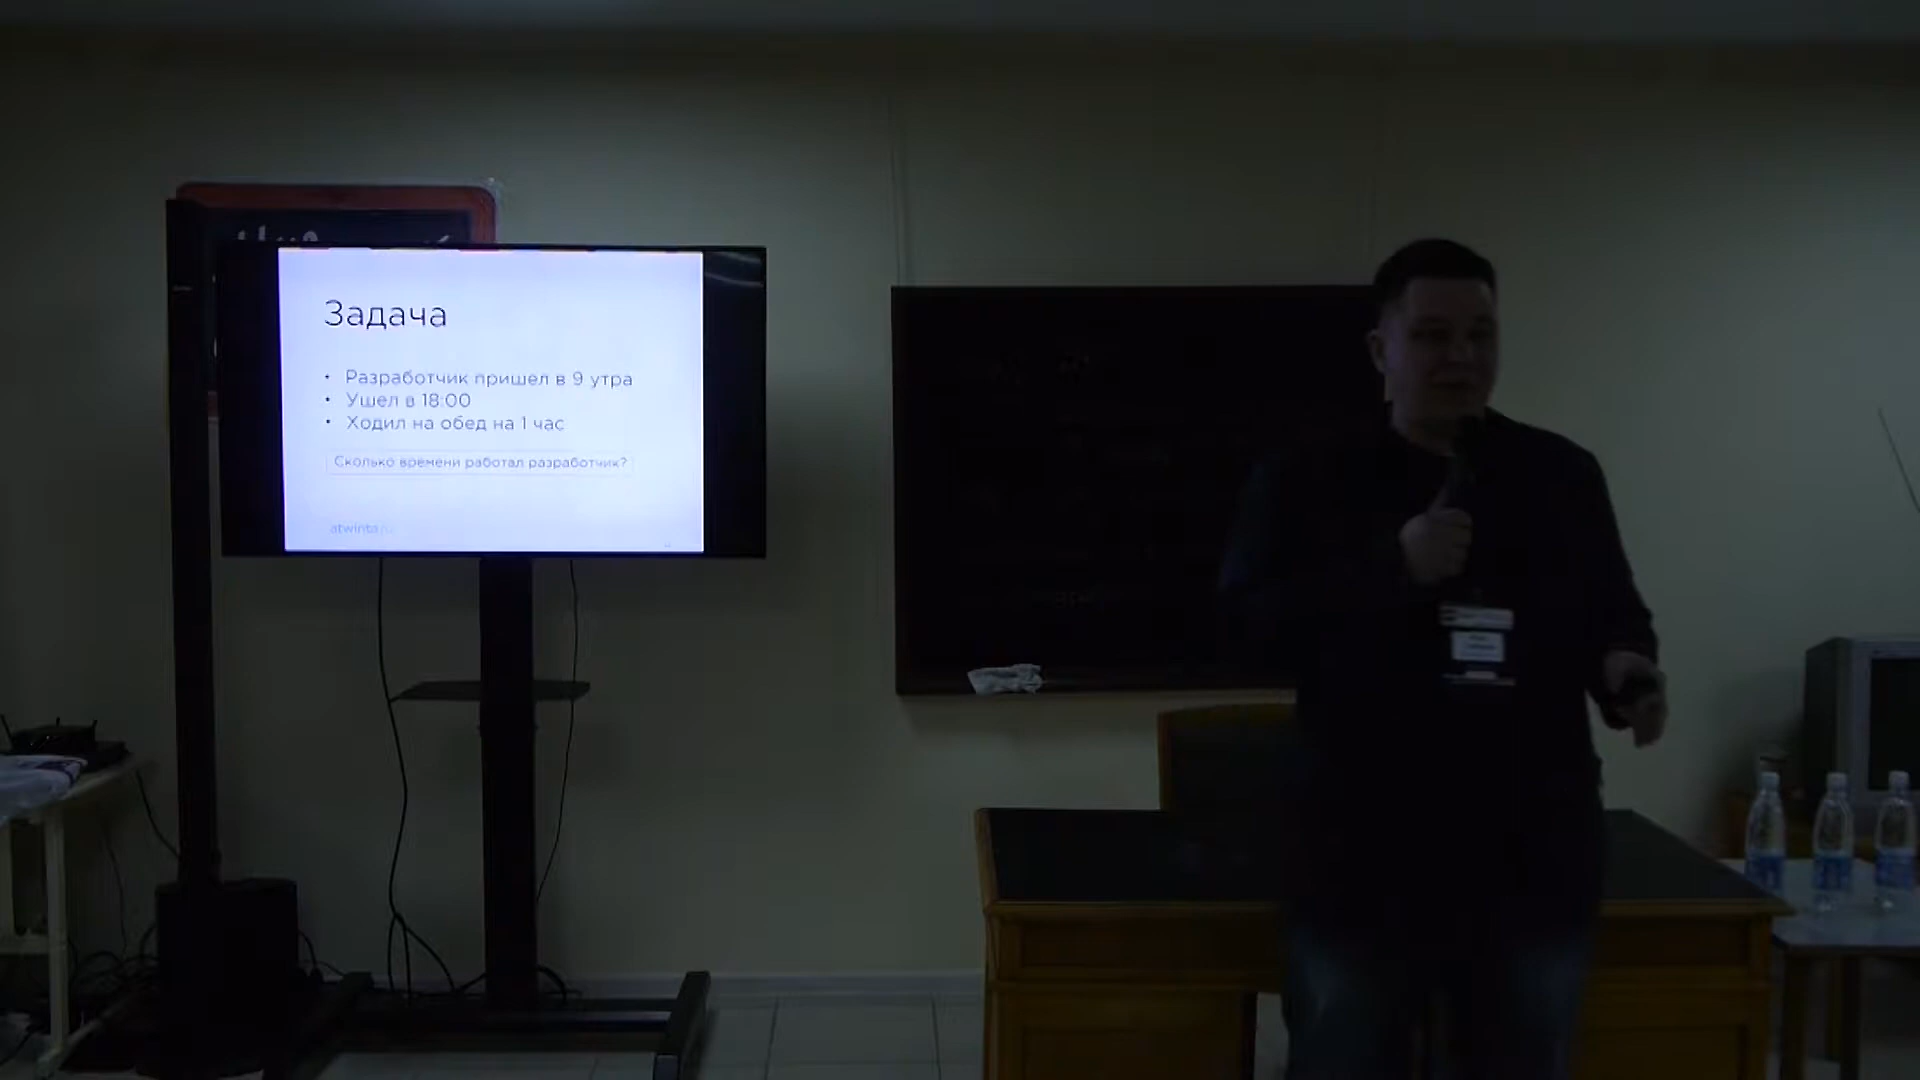 Задача
• Разработчик пришел в 9 утра
• Ушел в 18:00
• Ходил на обед на 1 час
Сколько времени работал разработчик?
atwinta.ru